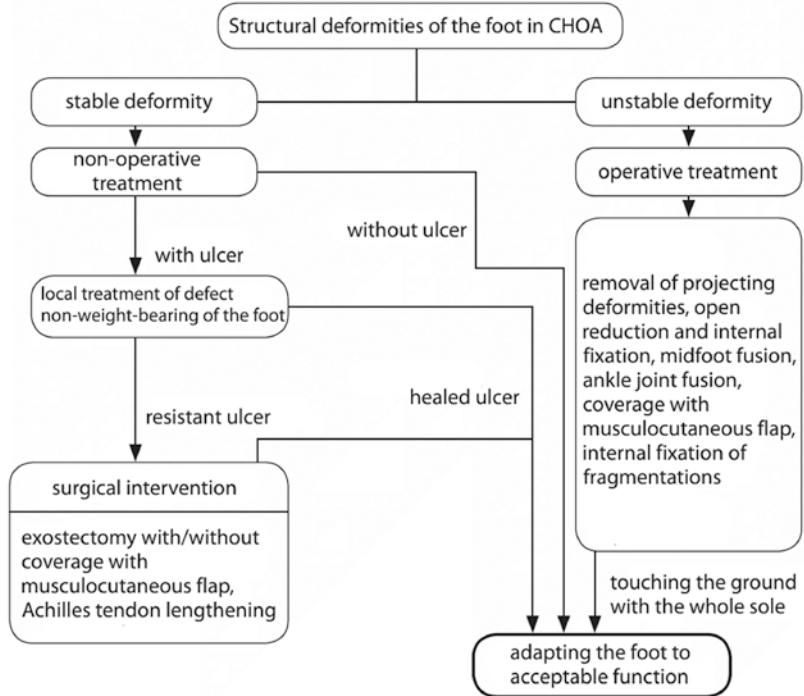 Structural deformities of the foot in CHOA
stable deformity
unstable deformity
non-operative
treatment
operative treatment
without ulcer
with ulcer
local treatment of defect
non-weight-bearing of the foot
removal of projecting
deformities, open
reduction and internal
fixation, midfoot fusion,
ankle joint fusion,
coverage with
musculocutaneous flap,
internal fixation of
fragmentations
resistant ulcer
healed ulcer
surgical intervention
exostectomy with/without
coverage with
musculocutaneous flap,
Achilles tendon lengthening
touching the ground
with the whole sole
adapting the foot to
acceptable function